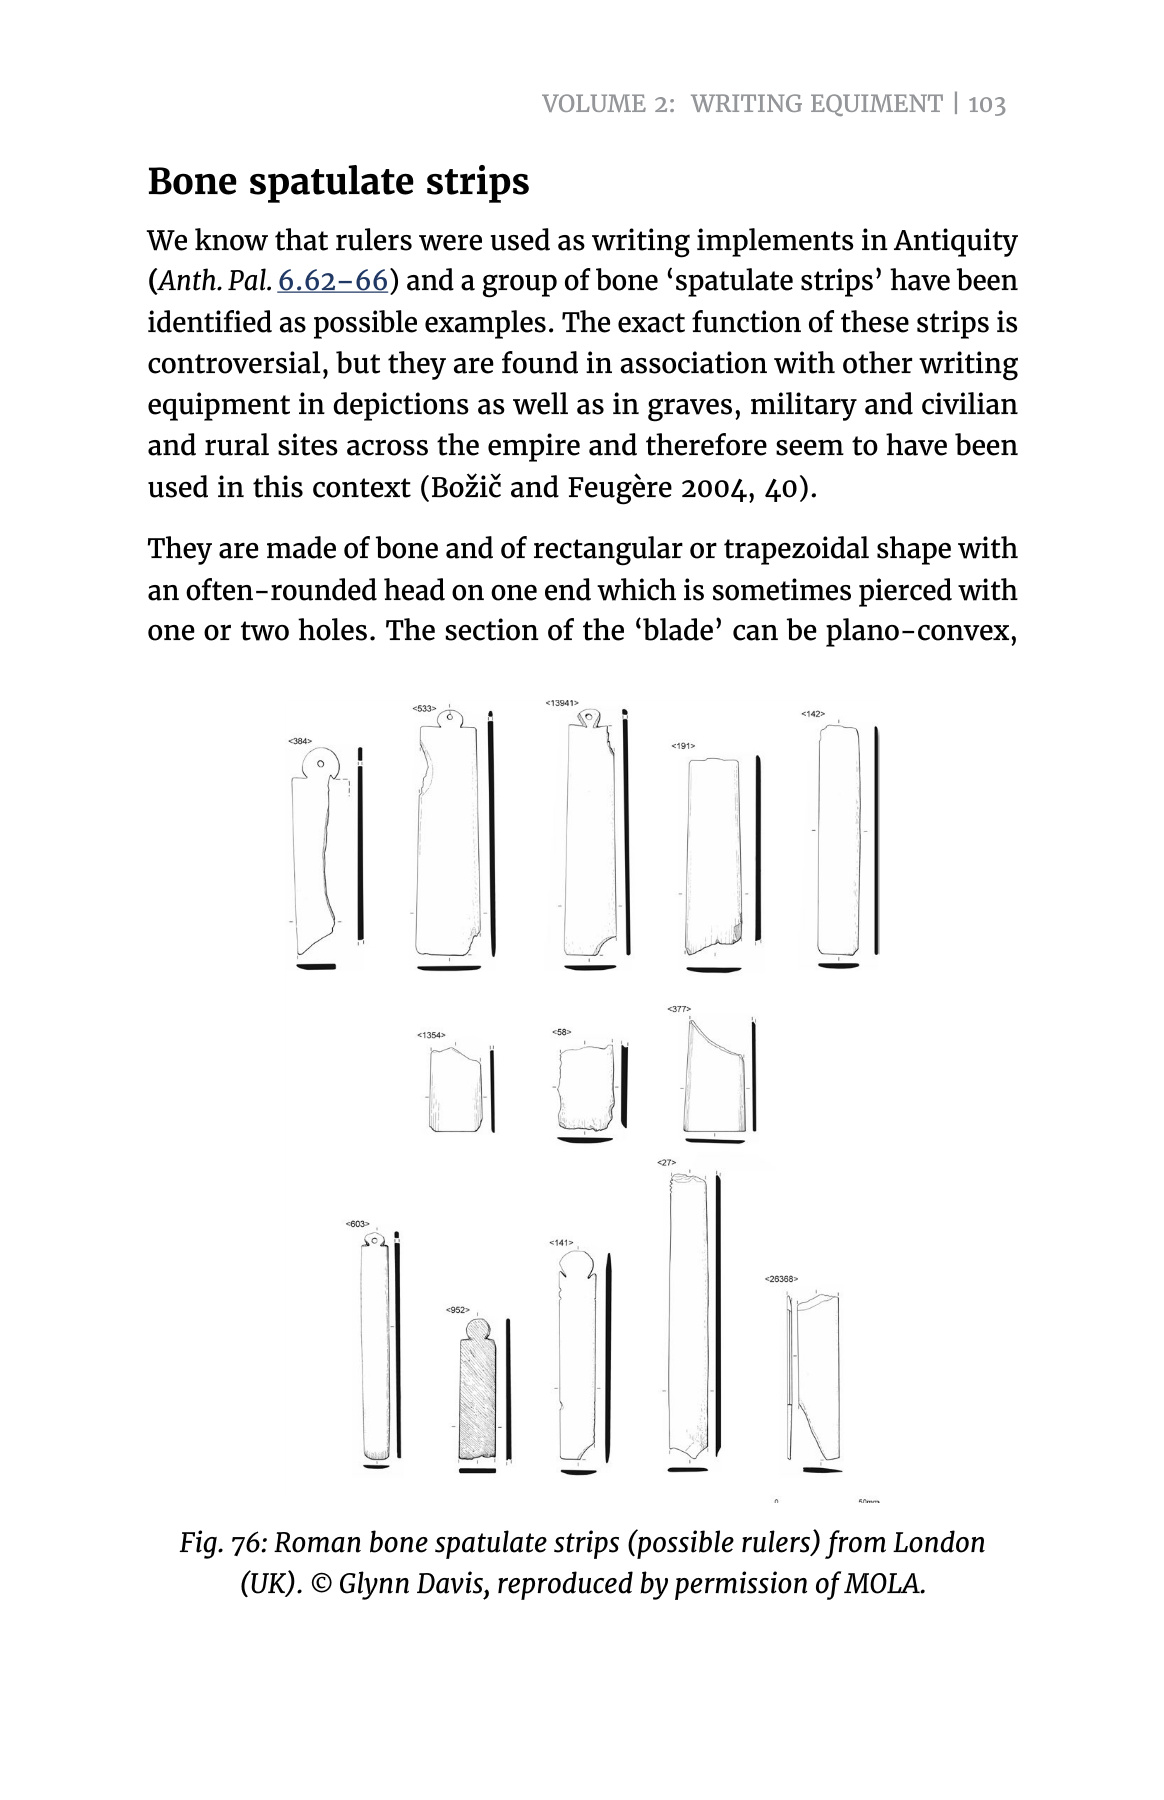 VOLUME 2: WRITING EQUIMENT | 103
Bone spatulate strips
We know that rulers were used as writing implements in Antiquity
(Anth. Pal. 6.62–66) and a group of bone ‘spatulate strips’ have been
identified as possible examples. The exact function of these strips is
controversial, but they are found in association with other writing
equipment in depictions as well as in graves, military and civilian
and rural sites across the empire and therefore seem to have been
used in this context (Božič and Feugère 2004, 40).
They are made of bone and of rectangular or trapezoidal shape with
an often-rounded head on one end which is sometimes pierced with
one or two holes. The section of the ‘blade’ can be plano-convex,
<384>
<533>
<13941>
<191>
<142>
<1354>
<58>
<377>
<603>
<952>
<141>
<27>
<26368>
0 50mm
Fig. 76: Roman bone spatulate strips (possible rulers) from London
(UK). © Glynn Davis, reproduced by permission of MOLA.